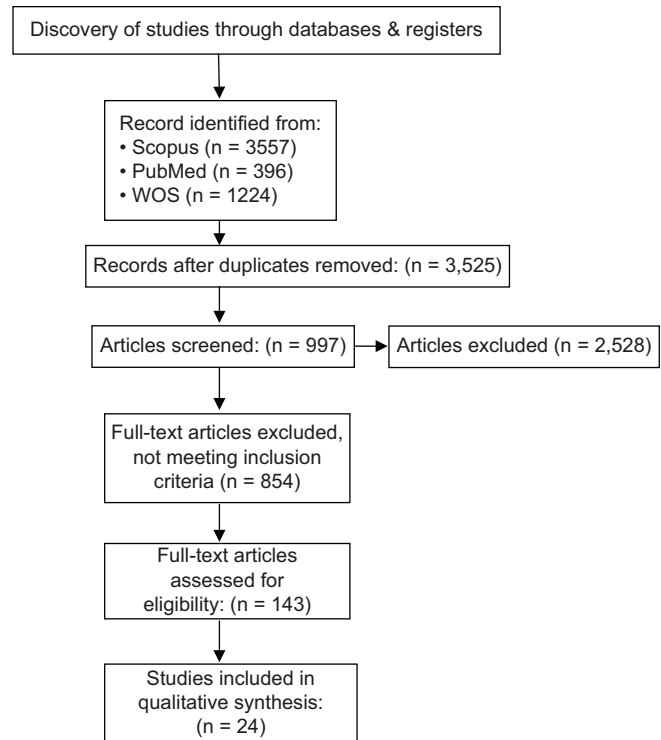 Discovery of studies through databases & registers
Record identified from:
• Scopus (n = 3557)
• PubMed (n = 396)
• WOS (n = 1224)
Records after duplicates removed: (n = 3,525)
Articles screened: (n = 997)
Articles excluded (n = 2,528)
Full-text articles excluded,
not meeting inclusion
criteria (n = 854)
Full-text articles
assessed for
eligibility: (n = 143)
Studies included in
qualitative synthesis:
(n = 24)